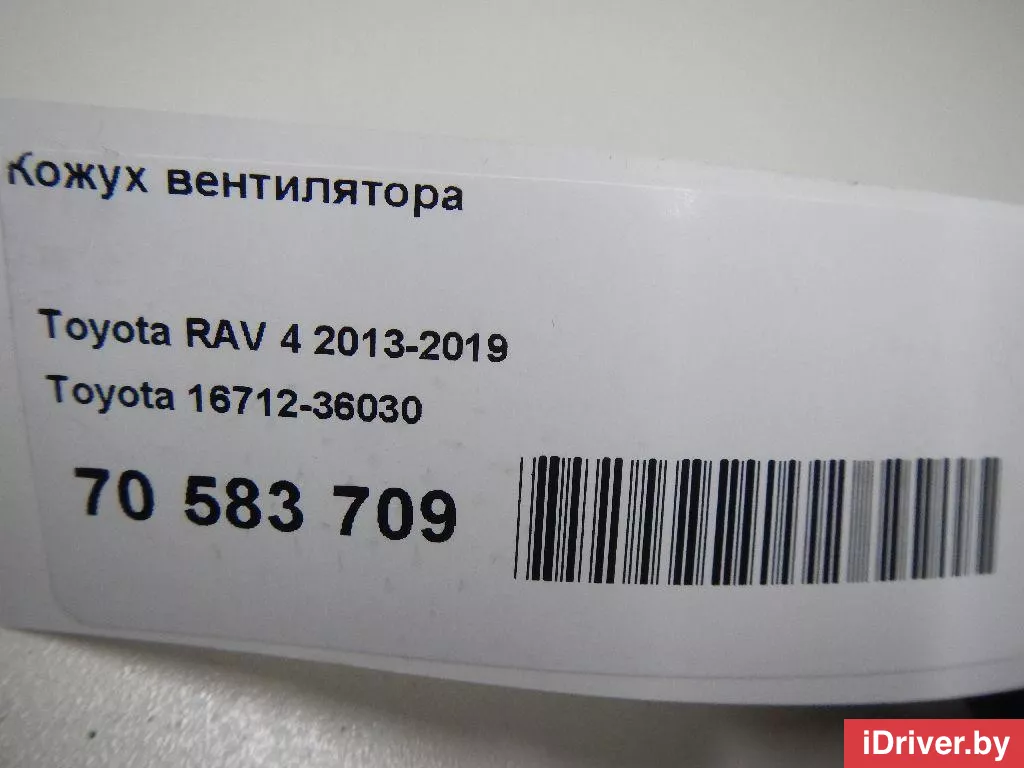 Кожух вентилятора
Toyota RAV 4 2013-2019
Toyota 16712-36030
70 583 709
iDriver.by